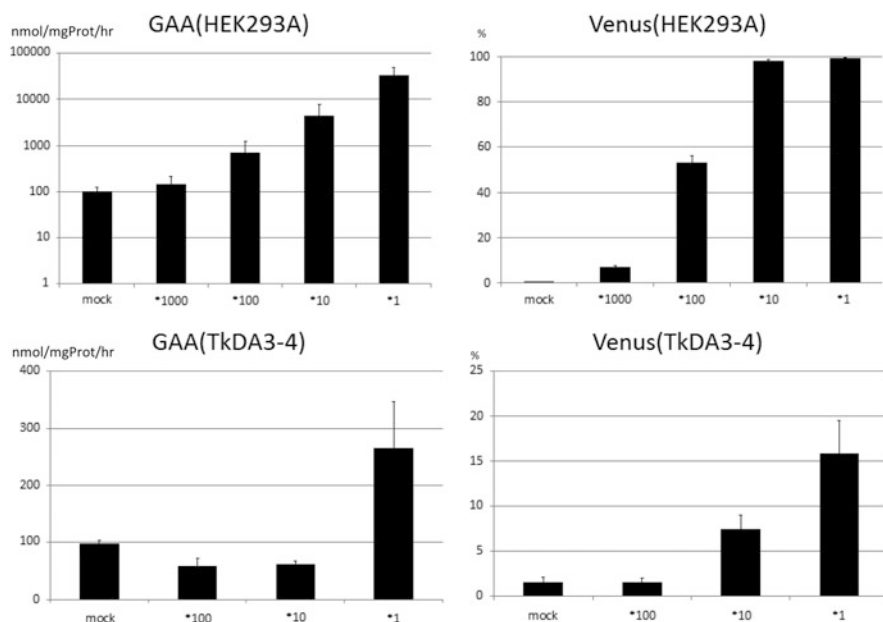 GAA(HEK293A)
nmol/mgProt/hr
100000
10000
1000
100
10
1
mock *1000 *100 *10 *1
Venus(HEK293A)
%
100
80
60
40
20
0
mock *1000 *100 *10 *1
GAA(TkDA3-4)
nmol/mgProt/hr
400
300
200
100
0
mock *100 *10 *1
Venus(TkDA3-4)
%
25
20
15
10
5
0
mock *100 *10 *1